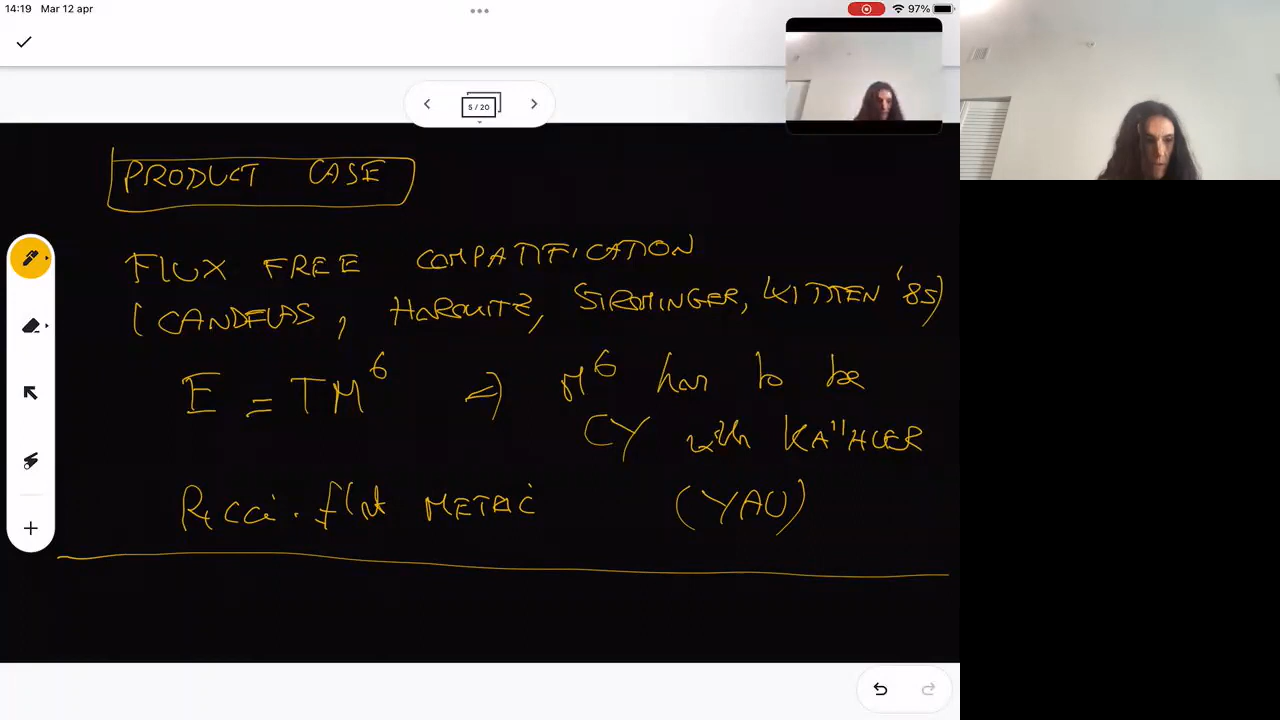 14:19 Mar 12 apr
97%
5 / 20
PRODUCT CASE
FLUX FREE COMPATIFICATION
(CANDELAS, HOROWITZ, STROMINGER, WITTEN '85)
E = TM⁶ => M⁶ has to be
CY with KÄHLER
Ricci-flat METRIC (YAU)